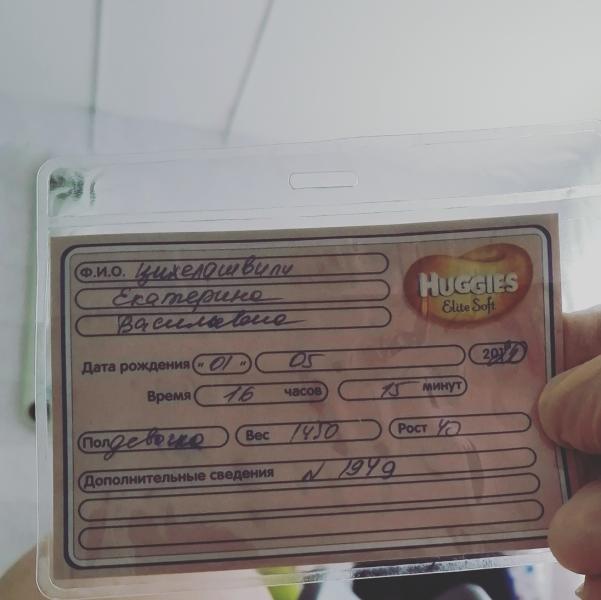 Ф.И.О. Цихелашвили
Екатерина
Васильевна
HUGGIES
Elite Soft
Дата рождения "01" 05
Время 16 часов 15 минут
Пол девочка Вес 1450 Рост 40
Дополнительные сведения N 1949